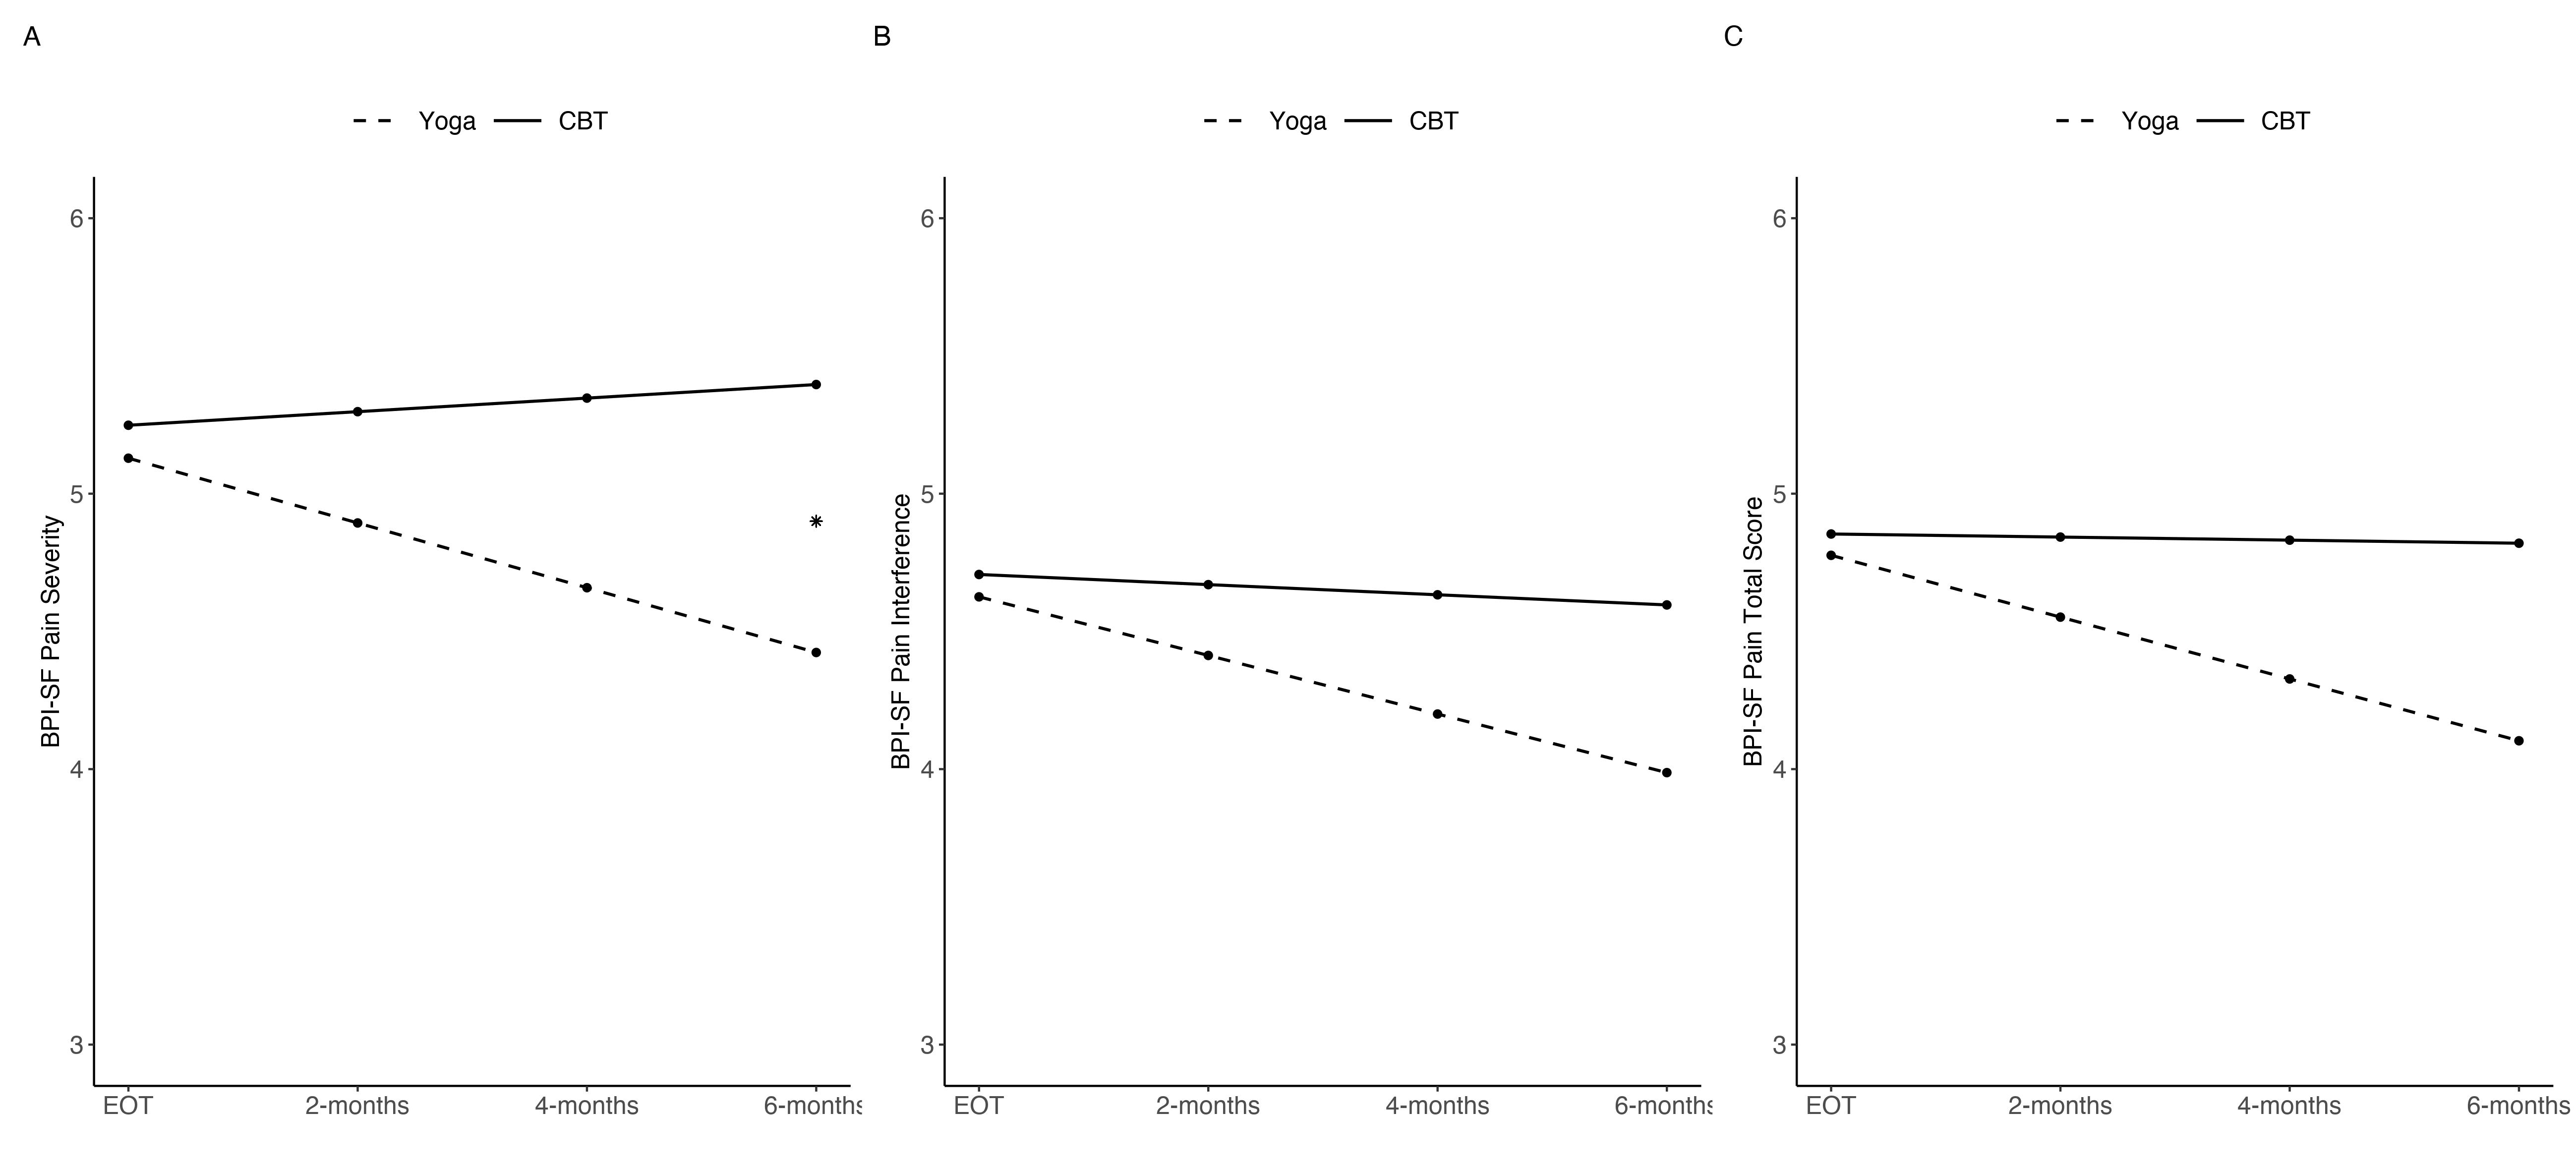 A
Yoga CBT
BPI-SF Pain Severity
6
5
*
4
3
EOT 2-months 4-months 6-months
B
Yoga CBT
BPI-SF Pain Interference
6
5
4
3
EOT 2-months 4-months 6-months
C
Yoga CBT
BPI-SF Pain Total Score
6
5
4
3
EOT 2-months 4-months 6-months